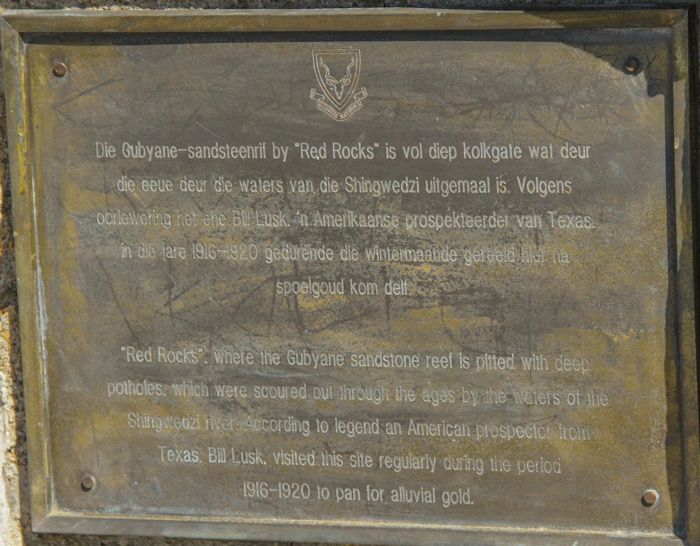 Die Gubyane-sandsteenrif by "Red Rocks" is vol diep kolkgate wat deur
die eeue deur die waters van die Shingwedzi uitgemaal is. Volgens
oorlewering het ene Bill Lusk, 'n Amerikaanse prospekteerder van Texas,
in die jare 1916-1920 gedurende die wintermaande gereeld hier na
spoelgoud kom delf.
"Red Rocks", where the Gubyane sandstone reef is pitted with deep
potholes, which were scoured out through the ages by the waters of the
Shingwedzi river. According to legend an American prospector from
Texas, Bill Lusk, visited this site regularly during the period
1916-1920 to pan for alluvial gold.